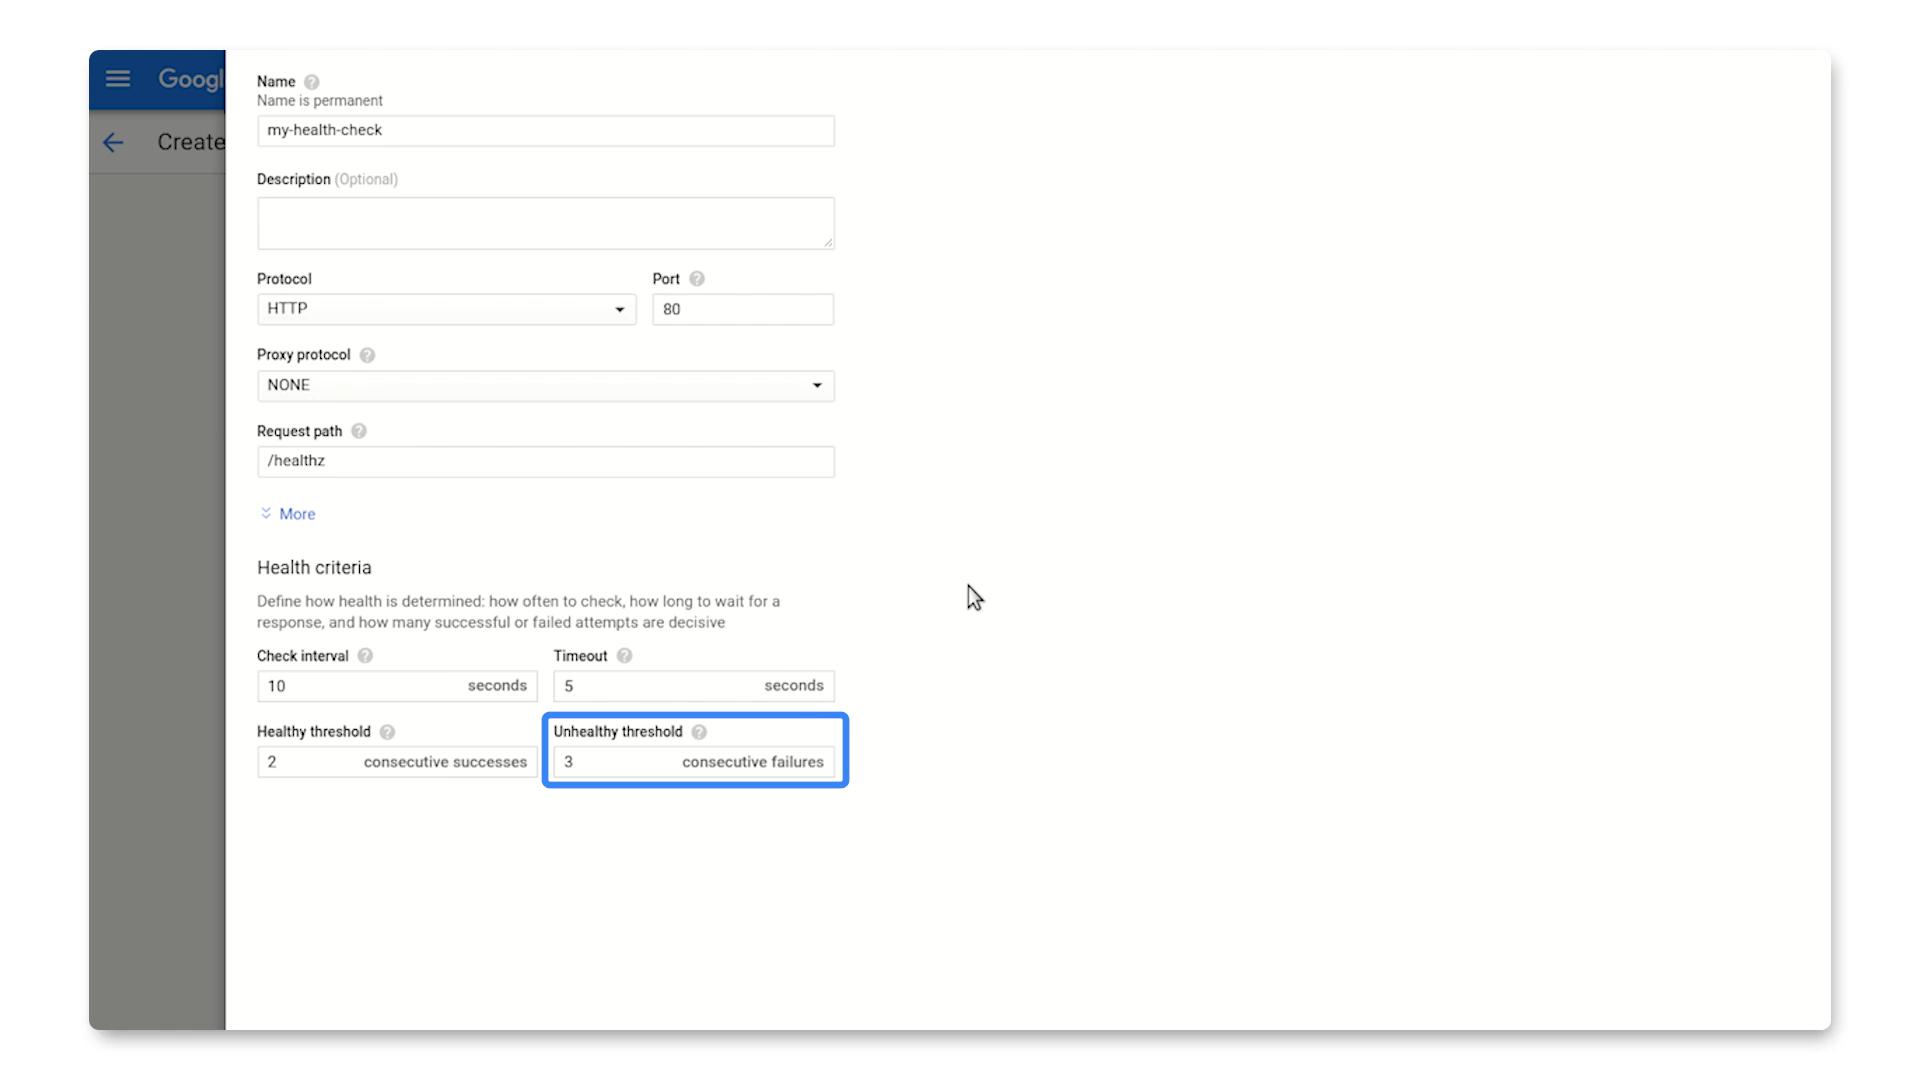 Googl
Create
Name
Name is permanent
my-health-check
Description (Optional)
Protocol
Port
HTTP
80
Proxy protocol
NONE
Request path
/healthz
More
Health criteria
Define how health is determined: how often to check, how long to wait for a
response, and how many successful or failed attempts are decisive
Check interval
Timeout
10 seconds
5 seconds
Healthy threshold
Unhealthy threshold
2 consecutive successes
3 consecutive failures